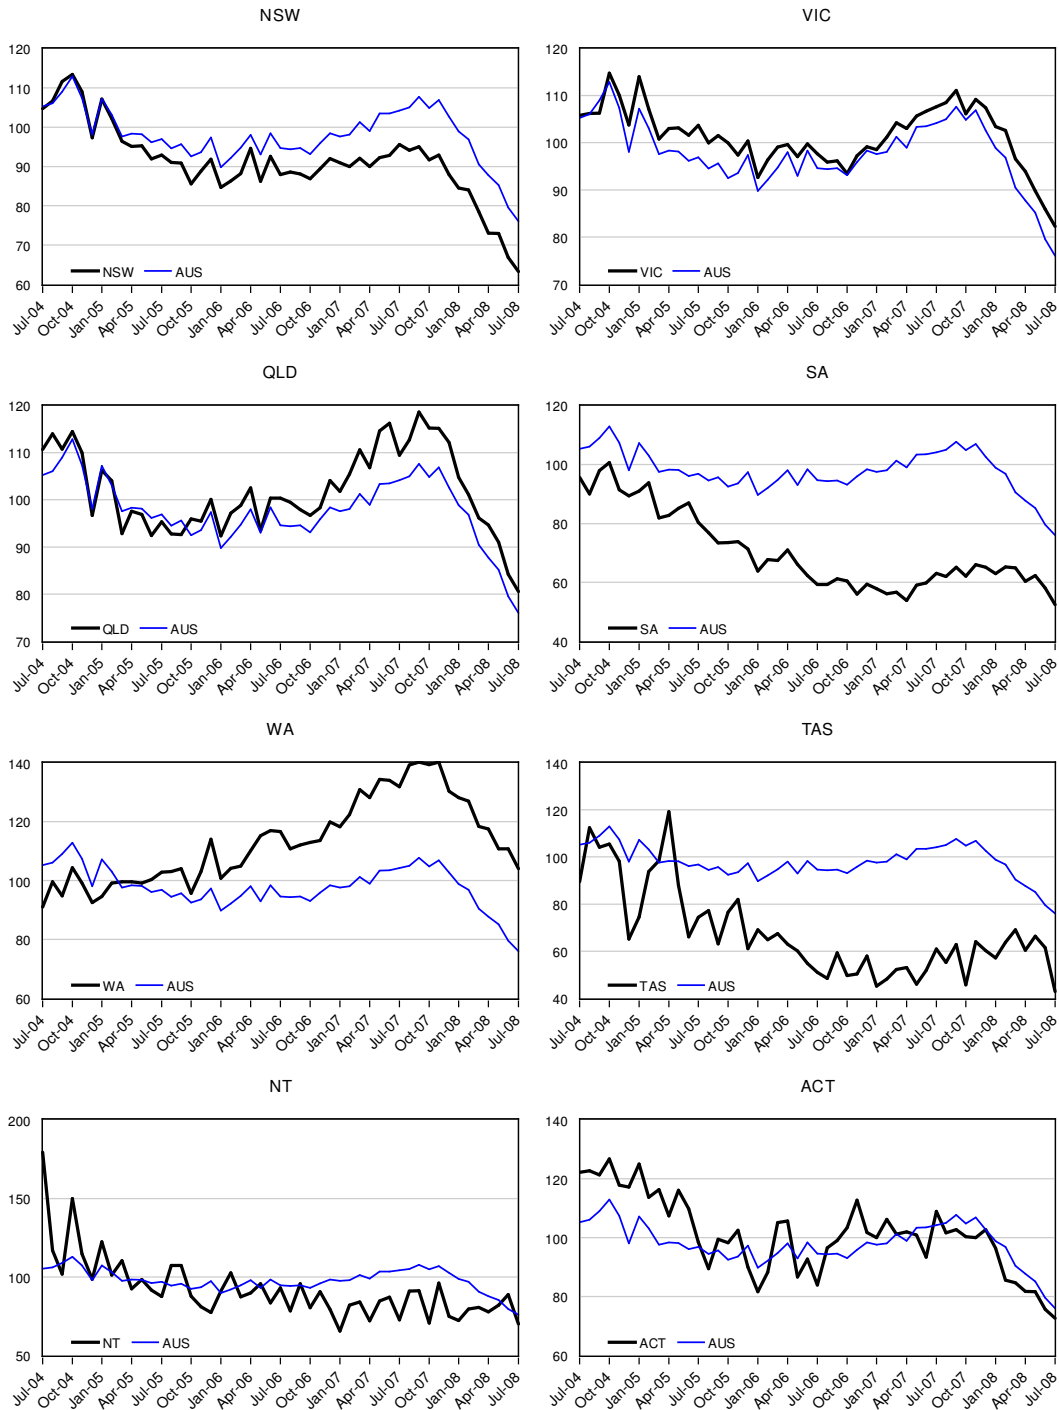 NSW
120
110
100
90
80
70
60
NSW AUS
Jul-04 Oct-04 Jan-05 Apr-05 Jul-05 Oct-05 Jan-06 Apr-06 Jul-06 Oct-06 Jan-07 Apr-07 Jul-07 Oct-07 Jan-08 Apr-08 Jul-08
VIC
120
110
100
90
80
70
VIC AUS
Jul-04 Oct-04 Jan-05 Apr-05 Jul-05 Oct-05 Jan-06 Apr-06 Jul-06 Oct-06 Jan-07 Apr-07 Jul-07 Oct-07 Jan-08 Apr-08 Jul-08
QLD
120
110
100
90
80
70
QLD AUS
Jul-04 Oct-04 Jan-05 Apr-05 Jul-05 Oct-05 Jan-06 Apr-06 Jul-06 Oct-06 Jan-07 Apr-07 Jul-07 Oct-07 Jan-08 Apr-08 Jul-08
SA
120
100
80
60
40
SA AUS
Jul-04 Oct-04 Jan-05 Apr-05 Jul-05 Oct-05 Jan-06 Apr-06 Jul-06 Oct-06 Jan-07 Apr-07 Jul-07 Oct-07 Jan-08 Apr-08 Jul-08
WA
140
120
100
80
60
WA AUS
Jul-04 Oct-04 Jan-05 Apr-05 Jul-05 Oct-05 Jan-06 Apr-06 Jul-06 Oct-06 Jan-07 Apr-07 Jul-07 Oct-07 Jan-08 Apr-08 Jul-08
TAS
140
120
100
80
60
40
TAS AUS
Jul-04 Oct-04 Jan-05 Apr-05 Jul-05 Oct-05 Jan-06 Apr-06 Jul-06 Oct-06 Jan-07 Apr-07 Jul-07 Oct-07 Jan-08 Apr-08 Jul-08
NT
200
150
100
50
NT AUS
Jul-04 Oct-04 Jan-05 Apr-05 Jul-05 Oct-05 Jan-06 Apr-06 Jul-06 Oct-06 Jan-07 Apr-07 Jul-07 Oct-07 Jan-08 Apr-08 Jul-08
ACT
140
120
100
80
60
ACT AUS
Jul-04 Oct-04 Jan-05 Apr-05 Jul-05 Oct-05 Jan-06 Apr-06 Jul-06 Oct-06 Jan-07 Apr-07 Jul-07 Oct-07 Jan-08 Apr-08 Jul-08